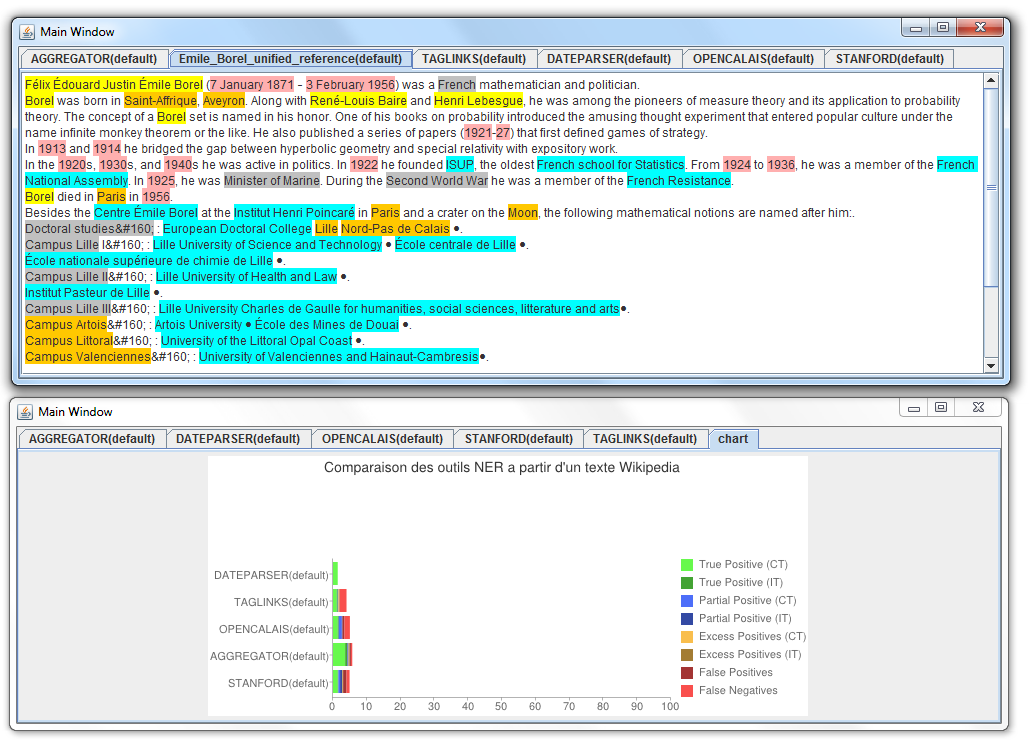 Main Window
AGGREGATOR(default) Emile_Borel_unified_reference(default) TAGLINKS(default) DATEPARSER(default) OPENCALAIS(default) STANFORD(default)
Félix Édouard Justin Émile Borel (7 January 1871 - 3 February 1956) was a French mathematician and politician.
Borel was born in Saint-Affrique, Aveyron. Along with René-Louis Baire and Henri Lebesgue, he was among the pioneers of measure theory and its application to probability
theory. The concept of a Borel set is named in his honor. One of his books on probability introduced the amusing thought experiment that entered popular culture under the
name infinite monkey theorem or the like. He also published a series of papers (1921-27) that first defined games of strategy.
In 1913 and 1914 he bridged the gap between hyperbolic geometry and special relativity with expository work.
In the 1920s, 1930s, and 1940s he was active in politics. In 1922 he founded ISUP, the oldest French school for Statistics. From 1924 to 1936, he was a member of the French
National Assembly. In 1925, he was Minister of Marine. During the Second World War he was a member of the French Resistance.
Borel died in Paris in 1956.
Besides the Centre Émile Borel at the Institut Henri Poincaré in Paris and a crater on the Moon, the following mathematical notions are named after him:.
Doctoral studies&#160; : European Doctoral College Lille Nord-Pas de Calais •.
Campus Lille I&#160; : Lille University of Science and Technology • École centrale de Lille •.
École nationale supérieure de chimie de Lille •.
Campus Lille II&#160; : Lille University of Health and Law •.
Institut Pasteur de Lille •.
Campus Lille III&#160; : Lille University Charles de Gaulle for humanities, social sciences, litterature and arts•.
Campus Artois&#160; : Artois University • École des Mines de Douai •.
Campus Littoral&#160; : University of the Littoral Opal Coast •.
Campus Valenciennes&#160; : University of Valenciennes and Hainaut-Cambresis•.
Main Window
AGGREGATOR(default) DATEPARSER(default) OPENCALAIS(default) STANFORD(default) TAGLINKS(default) chart
Comparaison des outils NER a partir d'un texte Wikipedia
DATEPARSER(default)
TAGLINKS(default)
OPENCALAIS(default)
AGGREGATOR(default)
STANFORD(default)
0 10 20 30 40 50 60 70 80 90 100
True Positive (CT)
True Positive (IT)
Partial Positive (CT)
Partial Positive (IT)
Excess Positives (CT)
Excess Positives (IT)
False Positives
False Negatives